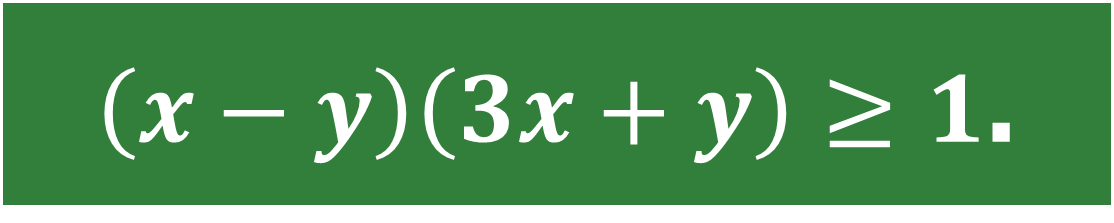 (x − y)(3x + y) ≥ 1.